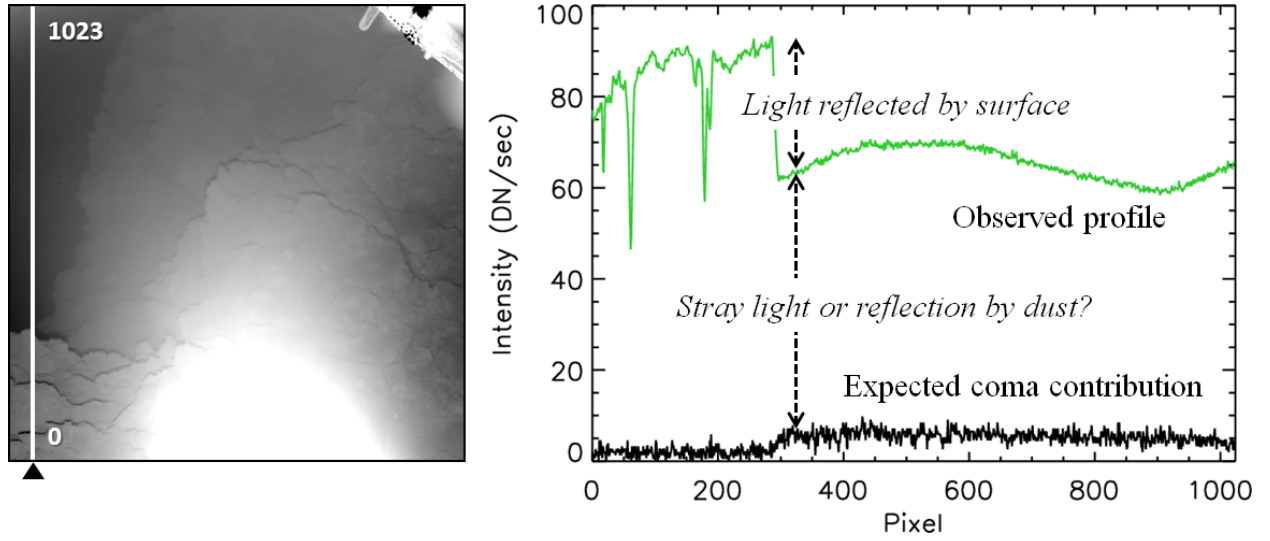 1023
0
100
80
60
40
20
0
Intensity (DN/sec)
Light reflected by surface
Observed profile
Stray light or reflection by dust?
Expected coma contribution
0 200 400 600 800 1000
Pixel